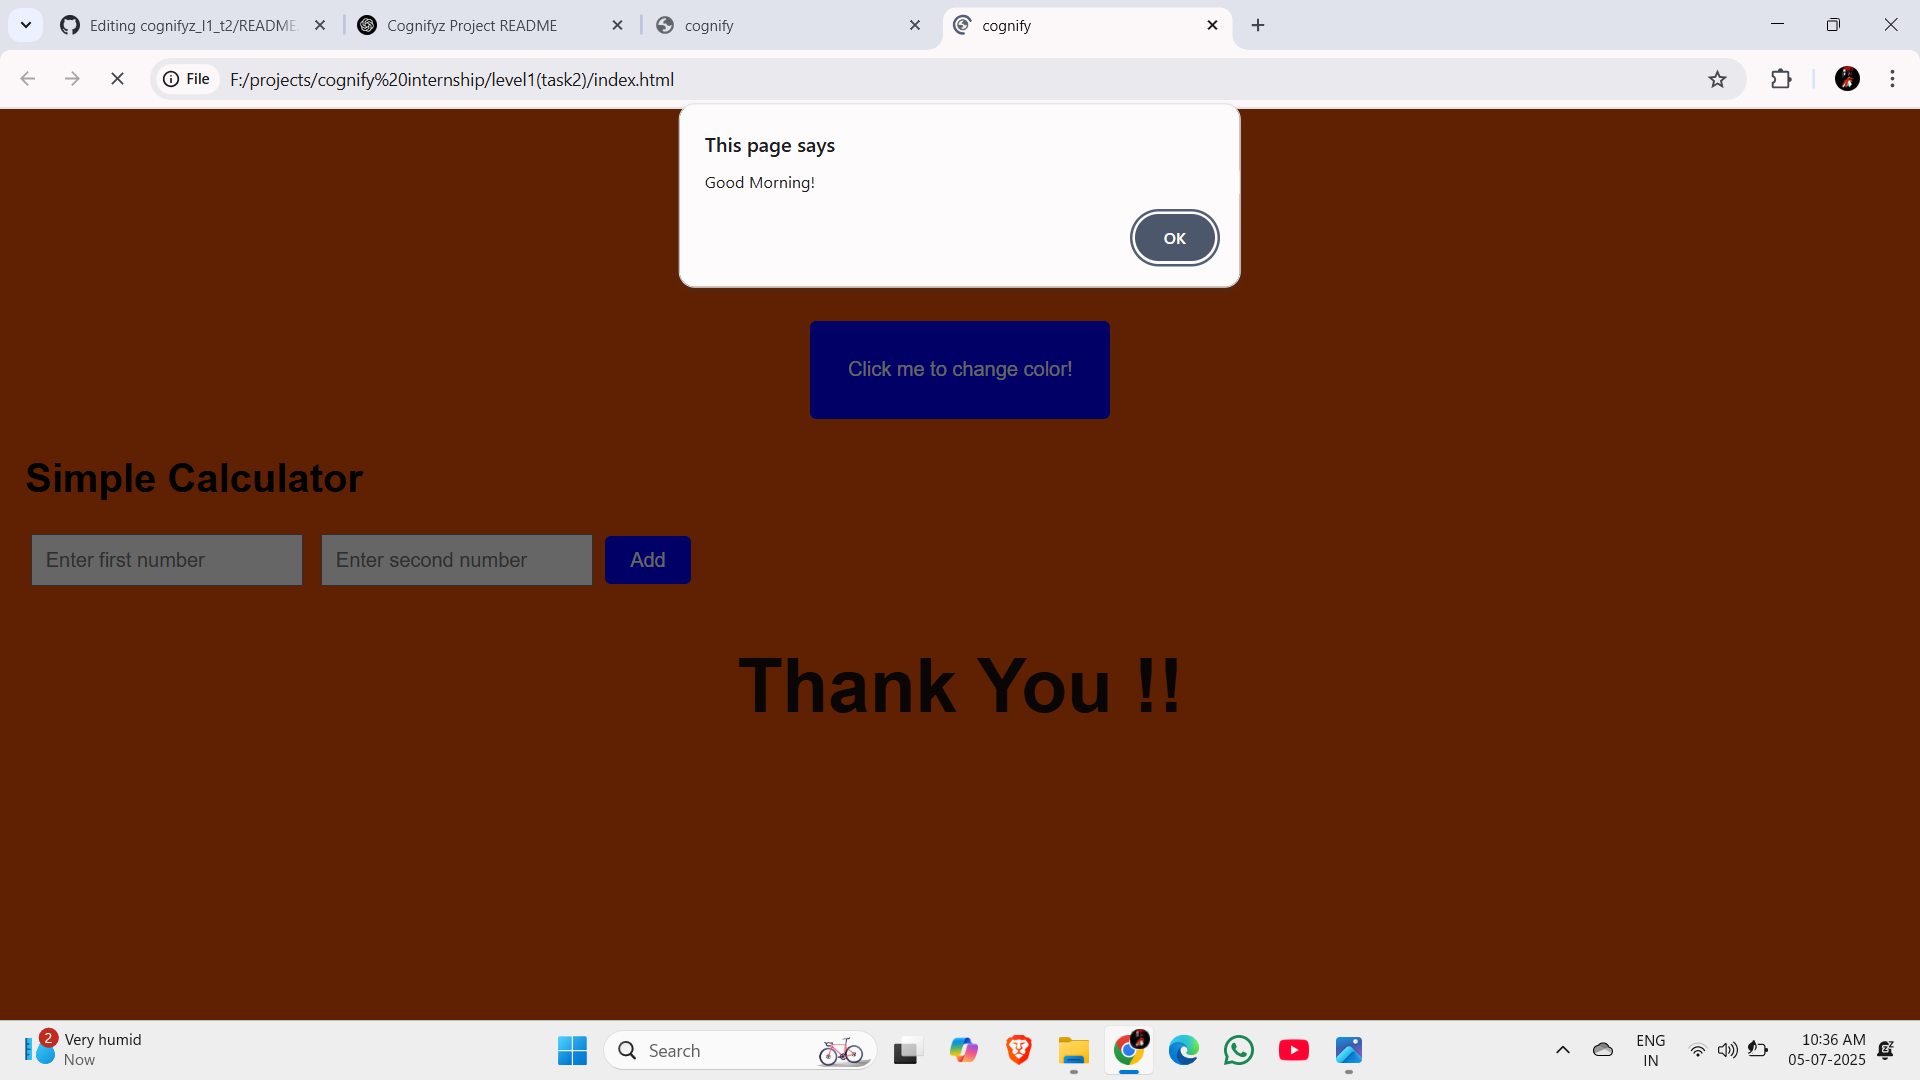 Editing cognifyz_l1_t2/README.
Cognifyz Project README
cognify
cognify
File
F:/projects/cognify%20internship/level1(task2)/index.html
This page says
Good Morning!
OK
Click me to change color!
Simple Calculator
Enter first number
Enter second number
Add
Thank You !!
2
Very humid
Now
Search
ENG
IN
10:36 AM
05-07-2025